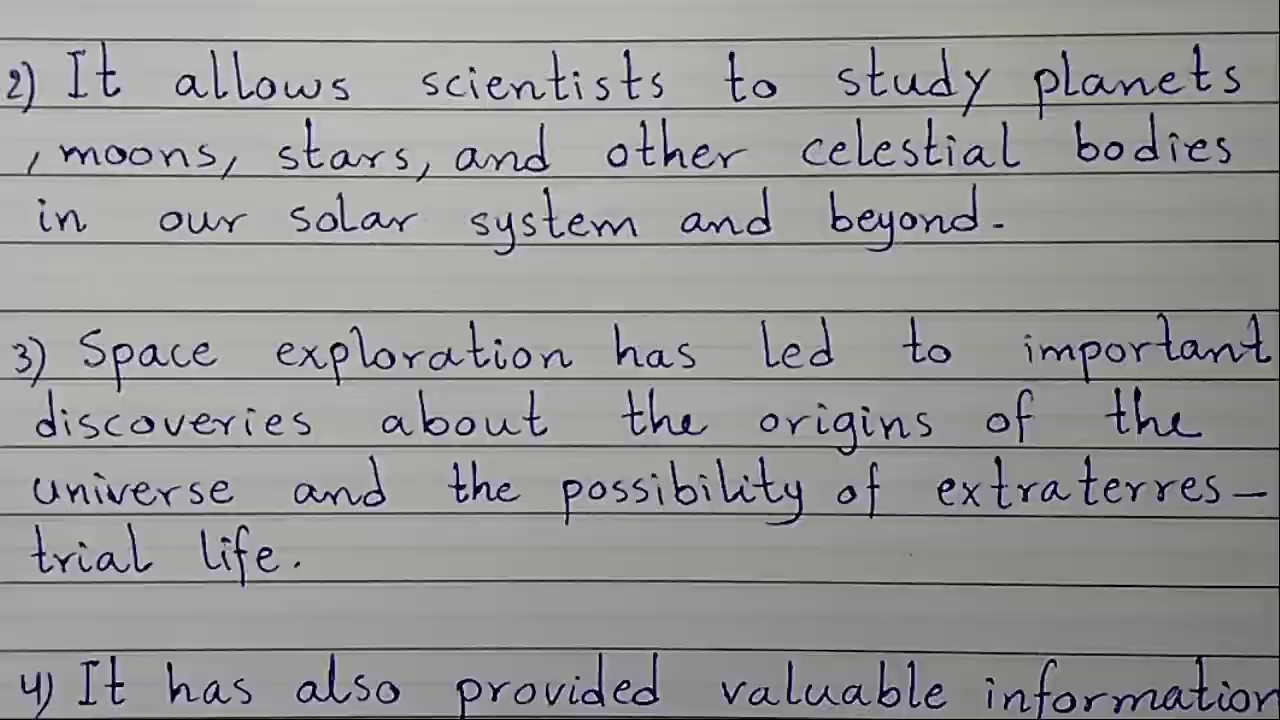 2) It allows scientists to study planets
, moons, stars, and other celestial bodies
in our solar system and beyond.
3) Space exploration has led to important
discoveries about the origins of the
universe and the possibility of extraterres-
trial life.
4) It has also provided valuable information